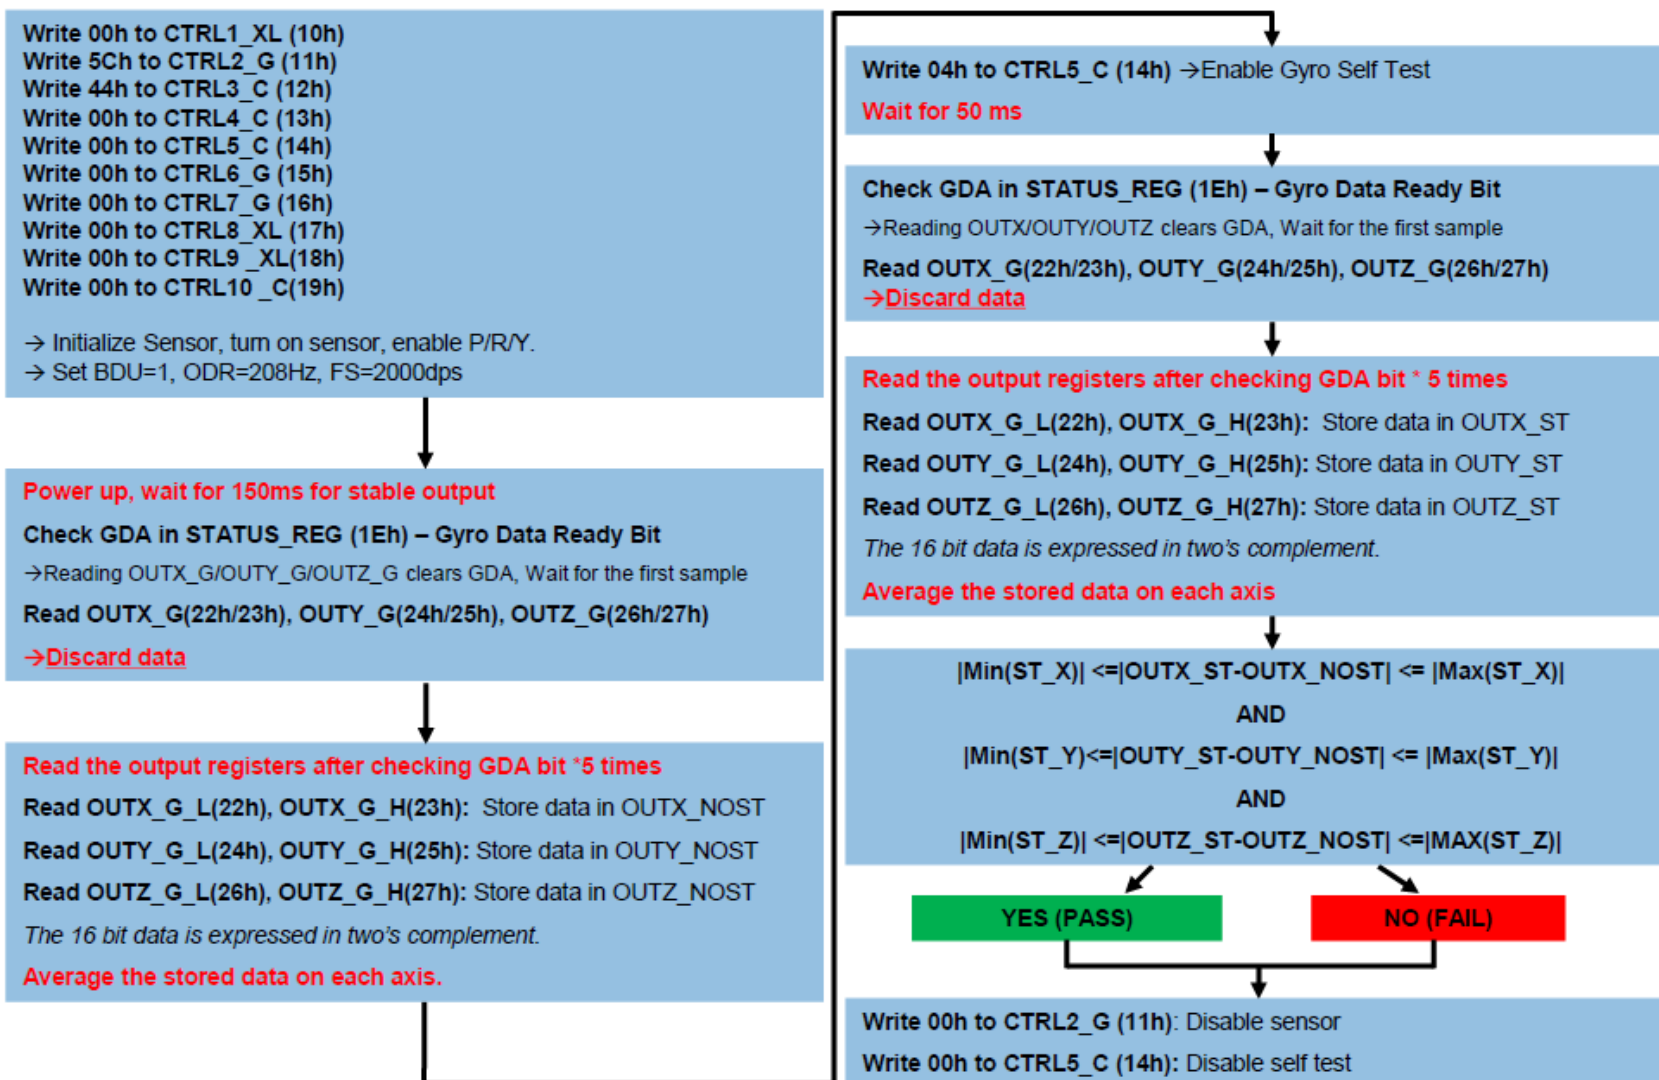 Write 00h to CTRL1_XL (10h)
Write 5Ch to CTRL2_G (11h)
Write 44h to CTRL3_C (12h)
Write 00h to CTRL4_C (13h)
Write 00h to CTRL5_C (14h)
Write 00h to CTRL6_G (15h)
Write 00h to CTRL7_G (16h)
Write 00h to CTRL8_XL (17h)
Write 00h to CTRL9 _XL(18h)
Write 00h to CTRL10 _C(19h)
→ Initialize Sensor, turn on sensor, enable P/R/Y.
→ Set BDU=1, ODR=208Hz, FS=2000dps
Power up, wait for 150ms for stable output
Check GDA in STATUS_REG (1Eh) – Gyro Data Ready Bit
→Reading OUTX_G/OUTY_G/OUTZ_G clears GDA, Wait for the first sample
Read OUTX_G(22h/23h), OUTY_G(24h/25h), OUTZ_G(26h/27h)
→Discard data
Read the output registers after checking GDA bit *5 times
Read OUTX_G_L(22h), OUTX_G_H(23h): Store data in OUTX_NOST
Read OUTY_G_L(24h), OUTY_G_H(25h): Store data in OUTY_NOST
Read OUTZ_G_L(26h), OUTZ_G_H(27h): Store data in OUTZ_NOST
The 16 bit data is expressed in two's complement.
Average the stored data on each axis.
Write 04h to CTRL5_C (14h) →Enable Gyro Self Test
Wait for 50 ms
Check GDA in STATUS_REG (1Eh) – Gyro Data Ready Bit
→Reading OUTX/OUTY/OUTZ clears GDA, Wait for the first sample
Read OUTX_G(22h/23h), OUTY_G(24h/25h), OUTZ_G(26h/27h)
→Discard data
Read the output registers after checking GDA bit * 5 times
Read OUTX_G_L(22h), OUTX_G_H(23h): Store data in OUTX_ST
Read OUTY_G_L(24h), OUTY_G_H(25h): Store data in OUTY_ST
Read OUTZ_G_L(26h), OUTZ_G_H(27h): Store data in OUTZ_ST
The 16 bit data is expressed in two's complement.
Average the stored data on each axis
|Min(ST_X)| <=|OUTX_ST-OUTX_NOST| <= |Max(ST_X)|
AND
|Min(ST_Y)<=|OUTY_ST-OUTY_NOST| <= |Max(ST_Y)|
AND
|Min(ST_Z)| <=|OUTZ_ST-OUTZ_NOST| <=|MAX(ST_Z)|
YES (PASS)
NO (FAIL)
Write 00h to CTRL2_G (11h): Disable sensor
Write 00h to CTRL5_C (14h): Disable self test